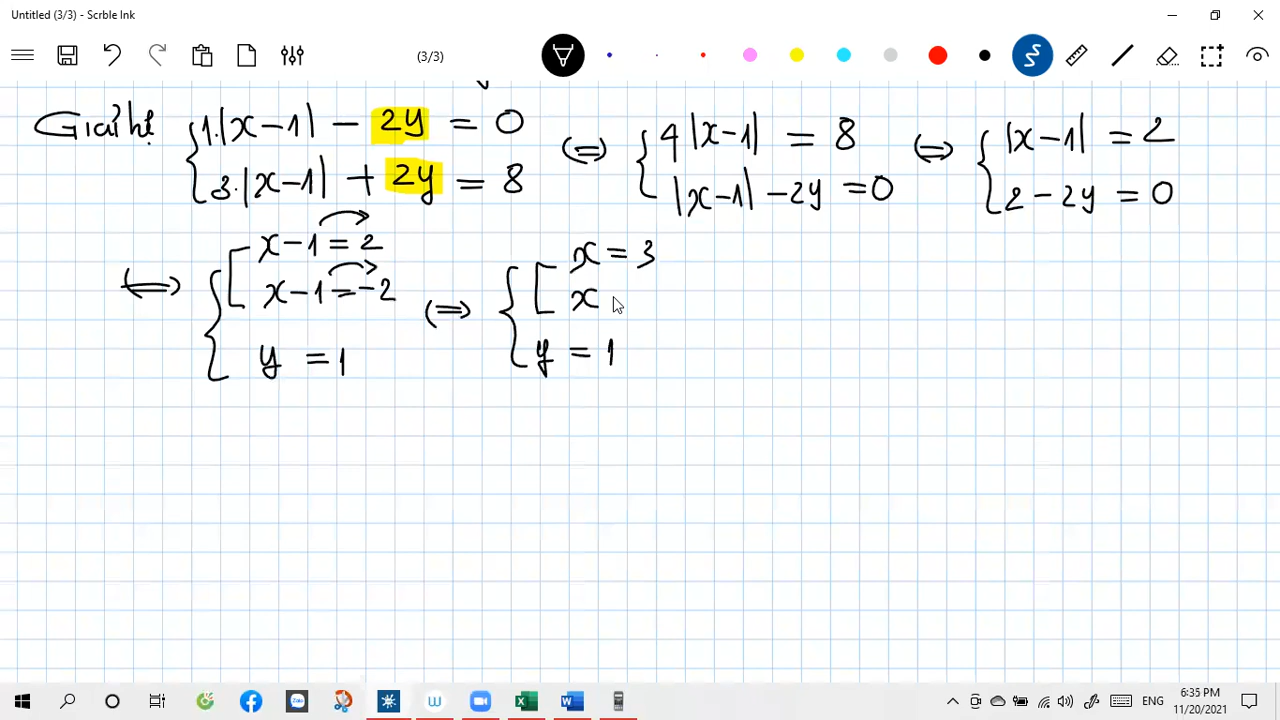 Untitled (3/3) - Scrble Ink
(3/3)
Giải hpt
1.|x-1| - 2y = 0
3.|x-1| + 2y = 8
⇔ 4|x-1| = 8
|x-1| - 2y = 0
⇔ |x-1| = 2
2 - 2y = 0
⇔ x-1 = 2
x-1 = -2
y = 1
⇔ x = 3
x
y = 1
Zalo
ENG
6:35 PM
11/20/2021